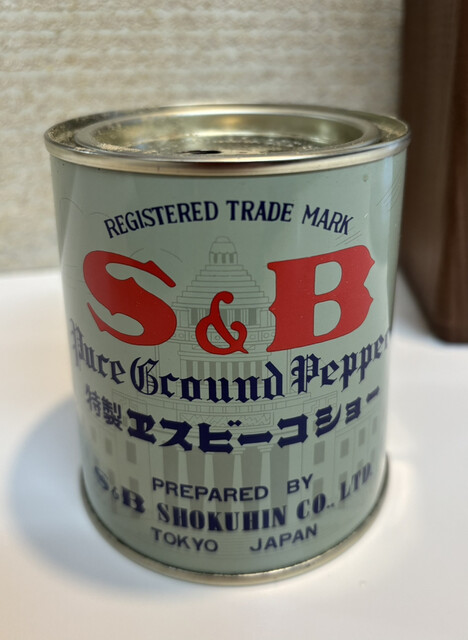 REGISTERED TRADE MARK
S & B
Pure Ground Pepper
特製 ヱスビーコショー
PREPARED BY
S&B SHOKUHIN CO., LTD.
TOKYO JAPAN